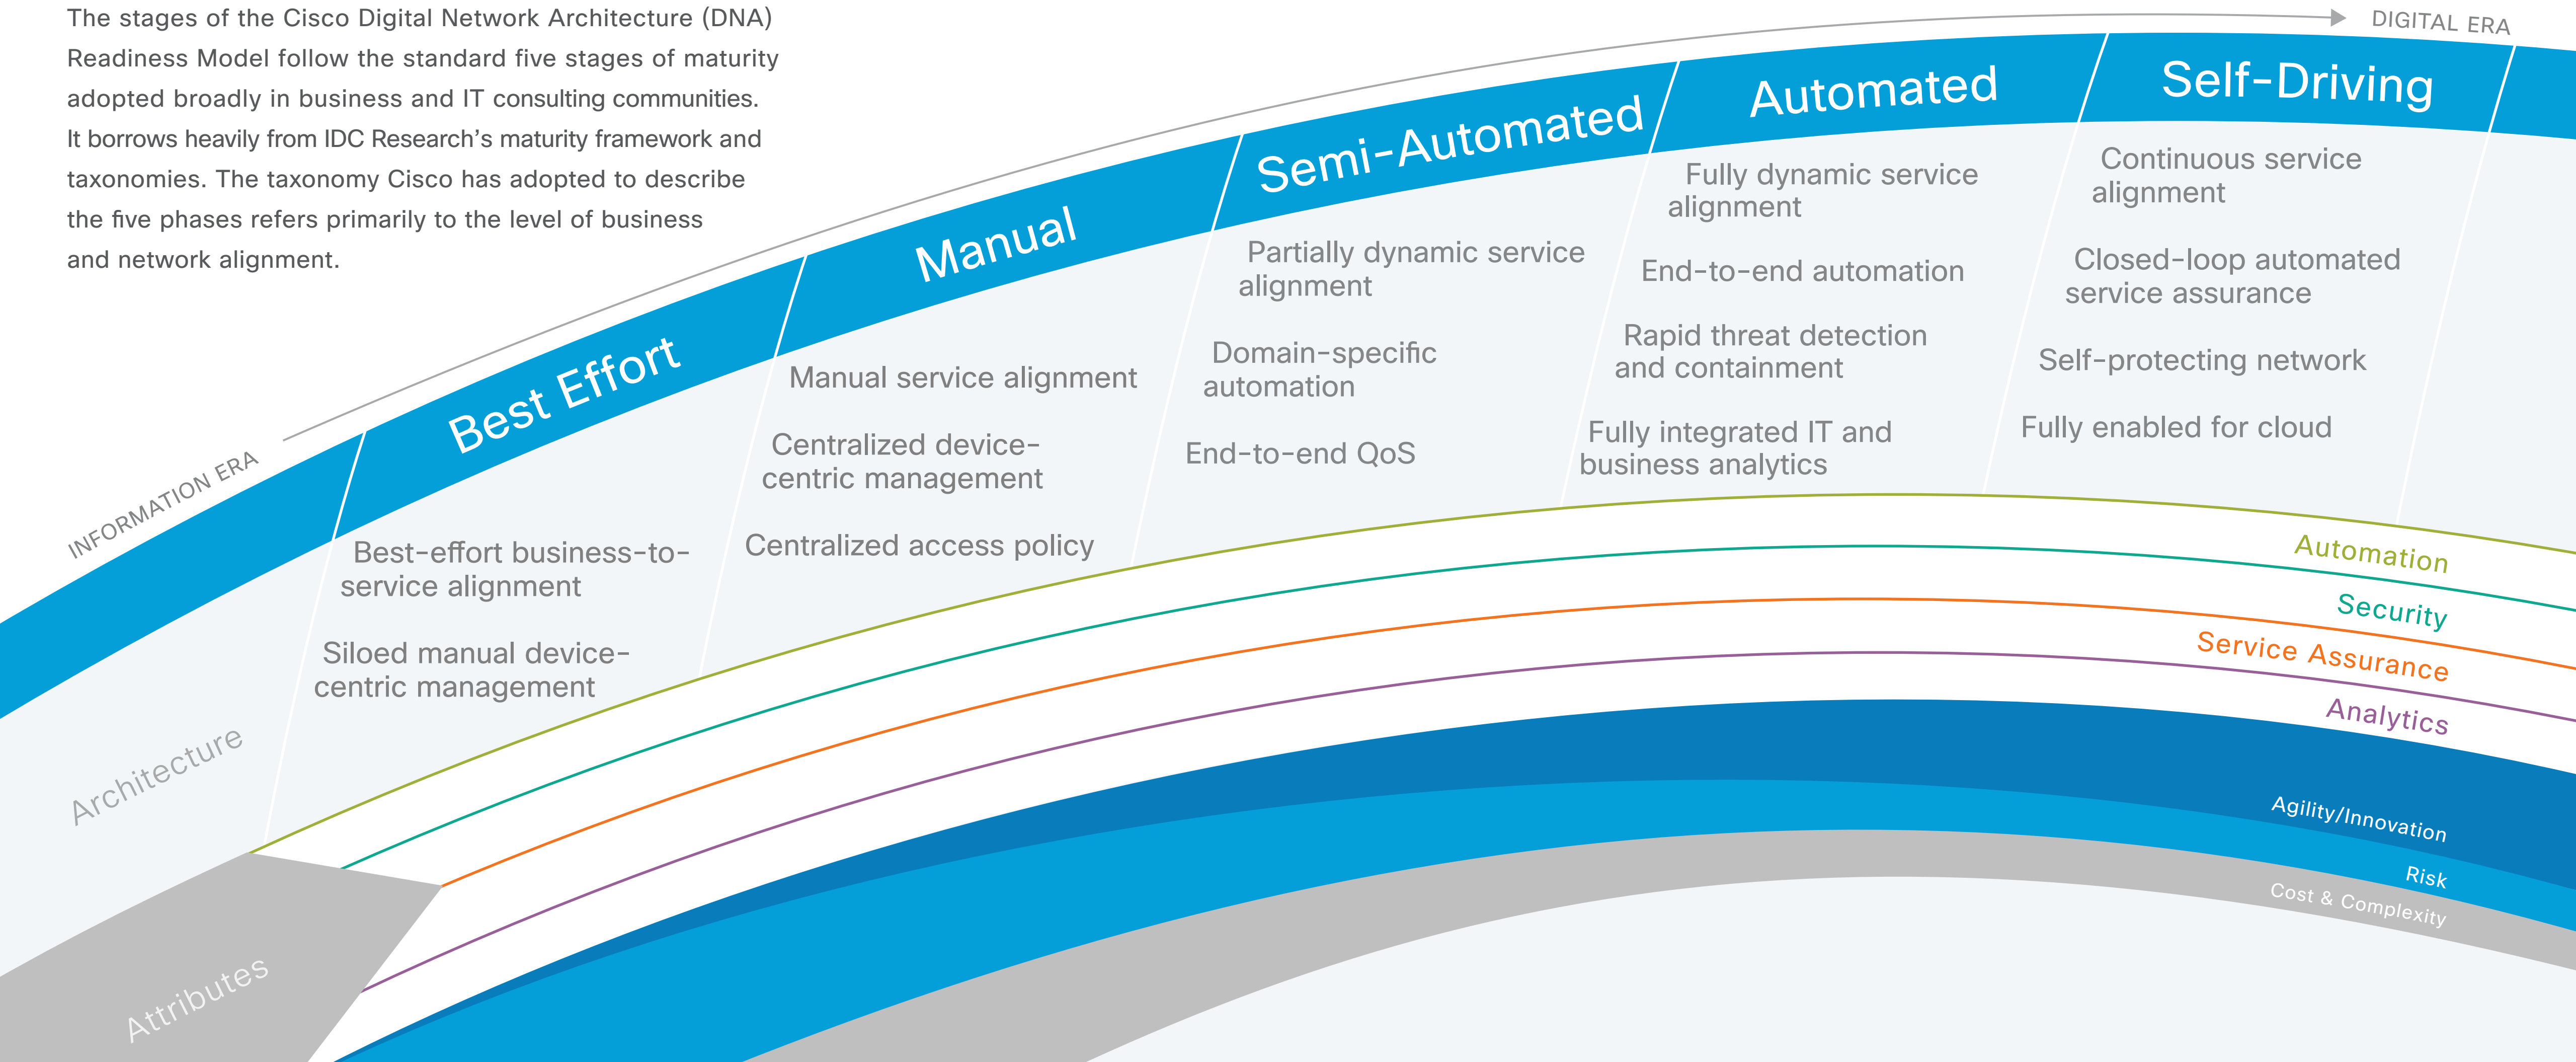 The stages of the Cisco Digital Network Architecture (DNA)
Readiness Model follow the standard five stages of maturity
adopted broadly in business and IT consulting communities.
It borrows heavily from IDC Research's maturity framework and
taxonomies. The taxonomy Cisco has adopted to describe
the five phases refers primarily to the level of business
and network alignment.
INFORMATION ERA
DIGITAL ERA
Best Effort
Manual
Semi-Automated
Automated
Self-Driving
Architecture
Best-effort business-to-
service alignment
Siloed manual device-
centric management
Manual service alignment
Centralized device-
centric management
Centralized access policy
Partially dynamic service
alignment
Domain-specific
automation
End-to-end QoS
Fully dynamic service
alignment
End-to-end automation
Rapid threat detection
and containment
Fully integrated IT and
business analytics
Continuous service
alignment
Closed-loop automated
service assurance
Self-protecting network
Fully enabled for cloud
Attributes
Automation
Security
Service Assurance
Analytics
Agility/Innovation
Risk
Cost & Complexity